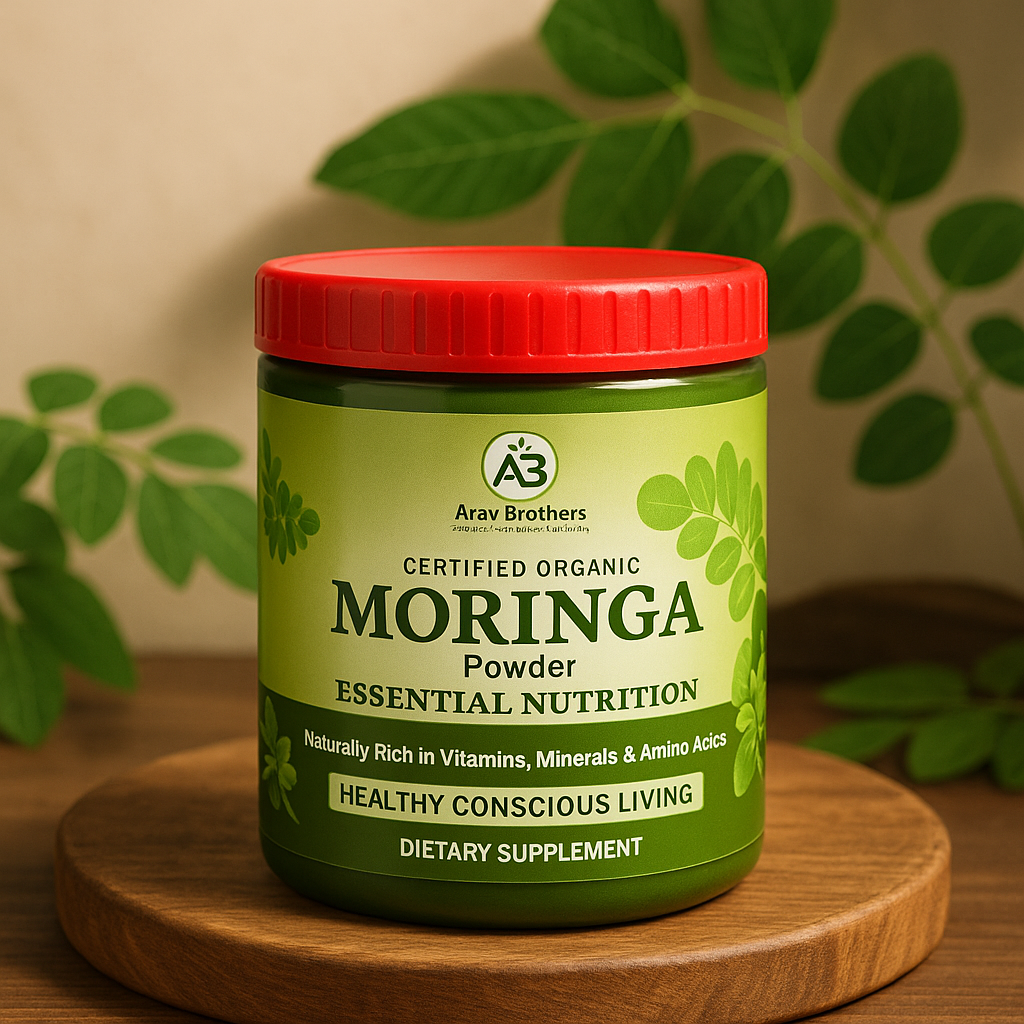 AB
Arav Brothers
CERTIFIED ORGANIC
MORINGA
Powder
ESSENTIAL NUTRITION
Naturally Rich in Vitamins, Minerals & Amino Acics
HEALTHY CONSCIOUS LIVING
DIETARY SUPPLEMENT